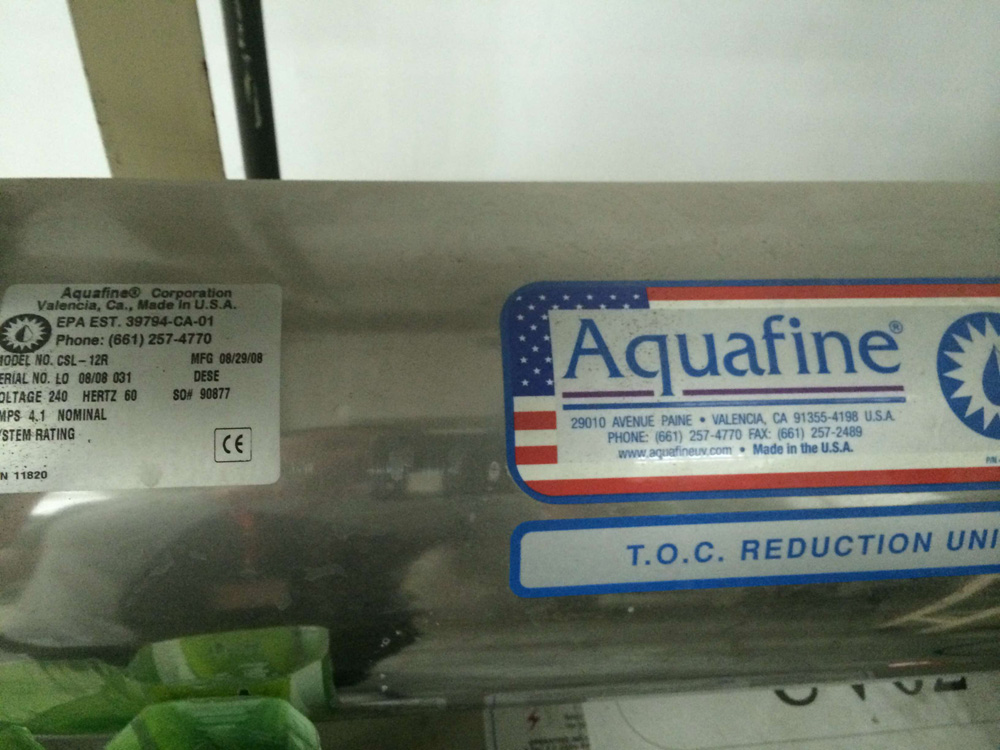 Aquafine® Corporation
Valencia, Ca., Made In U.S.A.
EPA EST. 39794-CA-01
Phone: (661) 257-4770
MODEL NO. CSL-12R MFG 08/29/08
ERIAL NO. LO 08/08 031 DESE
OLTAGE 240 HERTZ 60 SO# 90877
MPS 4.1 NOMINAL
YSTEM RATING
CE
N 11820
Aquafine®
29010 AVENUE PAINE • VALENCIA, CA 91355-4198 U.S.A.
PHONE: (661) 257-4770 FAX: (661) 257-2489
www.aquafineuv.com • Made in the U.S.A.
P/N
T.O.C. REDUCTION UNI